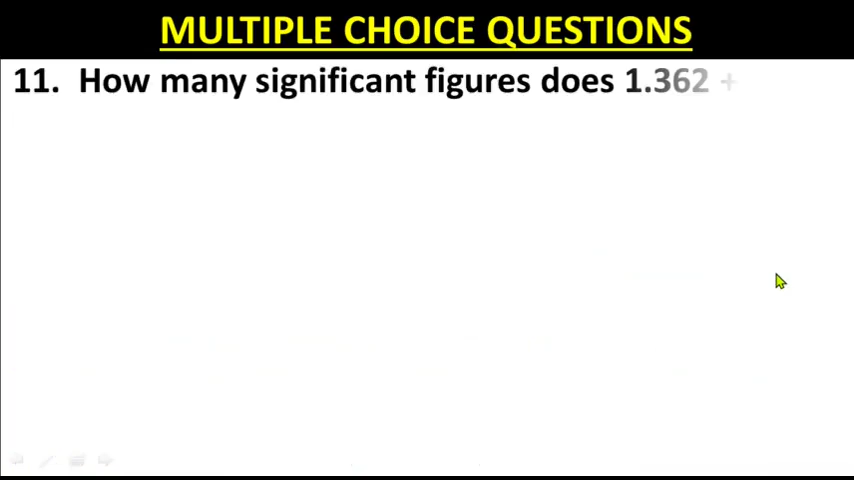 MULTIPLE CHOICE QUESTIONS
11. How many significant figures does 1.362 +